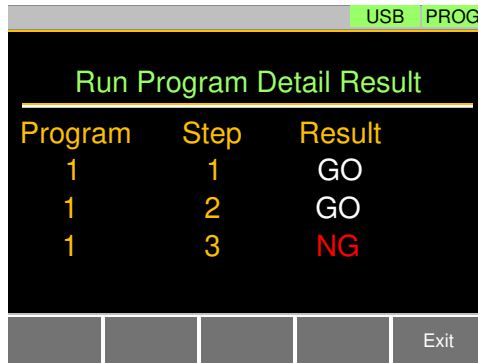 USB PROG
Run Program Detail Result
Program Step Result
1 1 GO
1 2 GO
1 3 NG
Exit